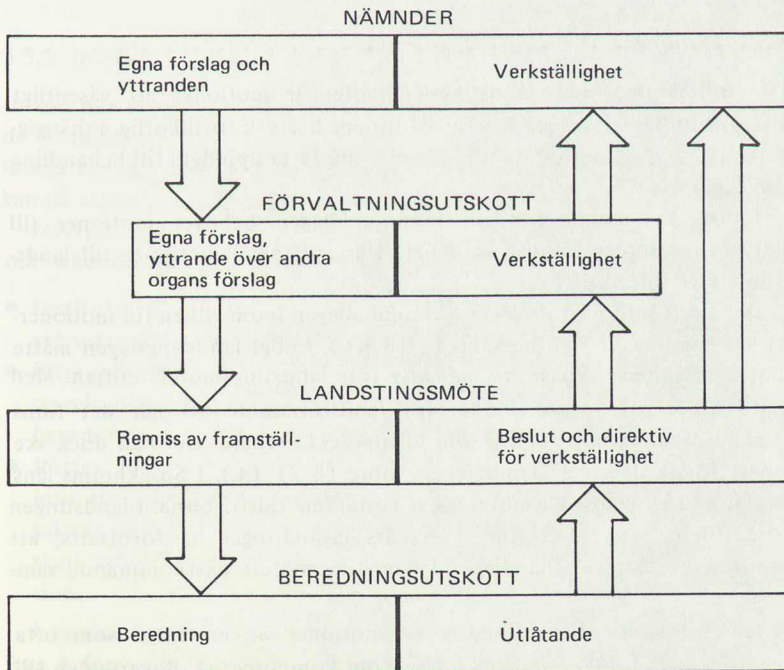 NÄMNDER
Egna förslag och
yttranden
Verkställighet
FÖRVALTNINGSUTSKOTT
Egna förslag,
yttrande över andra
organs förslag
Verkställighet
LANDSTINGSMÖTE
Remiss av framställ-
ningar
Beslut och direktiv
för verkställighet
BEREDNINGSUTSKOTT
Beredning
Utlåtande